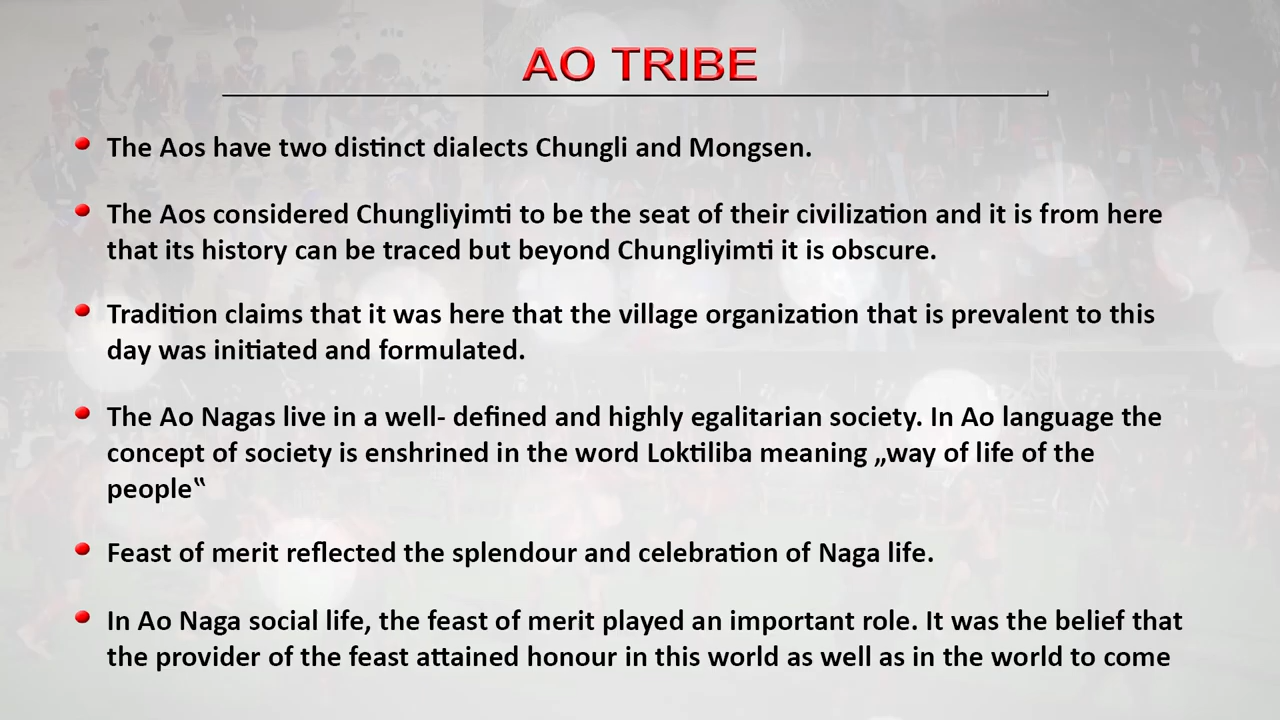 AO TRIBE
The Aos have two distinct dialects Chungli and Mongsen.
The Aos considered Chungliyimti to be the seat of their civilization and it is from here
that its history can be traced but beyond Chungliyimti it is obscure.
Tradition claims that it was here that the village organization that is prevalent to this
day was initiated and formulated.
The Ao Nagas live in a well- defined and highly egalitarian society. In Ao language the
concept of society is enshrined in the word Loktiliba meaning „way of life of the
people‟
Feast of merit reflected the splendour and celebration of Naga life.
In Ao Naga social life, the feast of merit played an important role. It was the belief that
the provider of the feast attained honour in this world as well as in the world to come